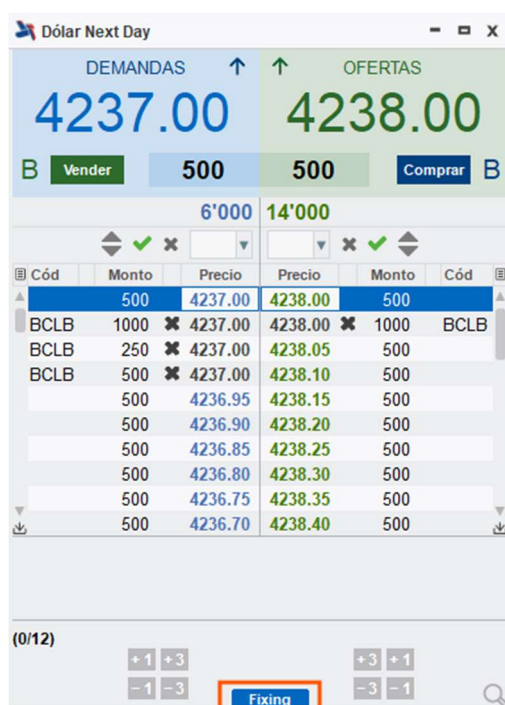 Dólar Next Day
DEMANDAS OFERTAS
4237.00 4238.00
B Vender 500 500 Comprar B
6'000 14'000
Cód Monto Precio Precio Monto Cód
500 4237.00 4238.00 500
BCLB 1000 4237.00 4238.00 1000 BCLB
BCLB 250 4237.00 4238.05 500
BCLB 500 4237.00 4238.10 500
500 4236.95 4238.15 500
500 4236.90 4238.20 500
500 4236.85 4238.25 500
500 4236.80 4238.30 500
500 4236.75 4238.35 500
500 4236.70 4238.40 500
(0/12)
+1 +3 +3 +1
-1 -3 Fixing -3 -1